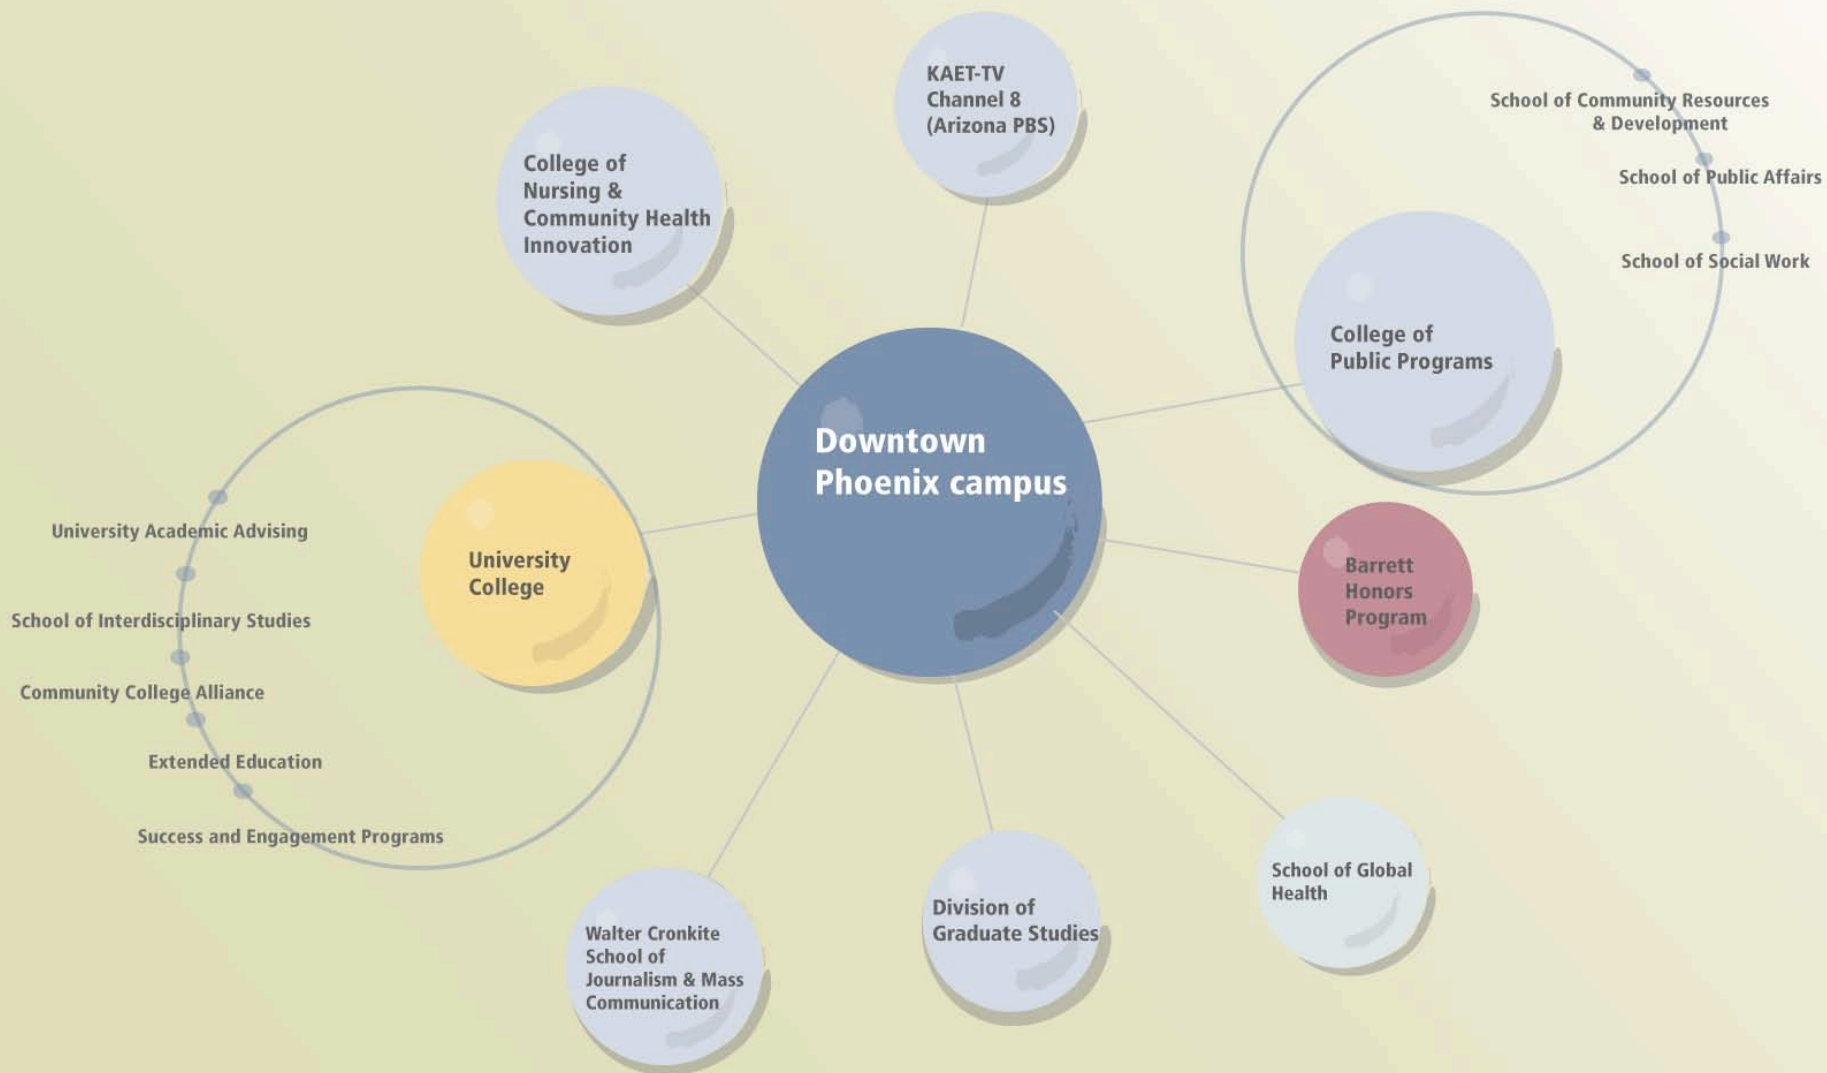 KAET-TV
Channel 8
(Arizona PBS)
College of
Nursing &
Community Health
Innovation
School of Community Resources
& Development
School of Public Affairs
School of Social Work
College of
Public Programs
Downtown
Phoenix campus
University Academic Advising
School of Interdisciplinary Studies
Community College Alliance
Extended Education
Success and Engagement Programs
University
College
Barrett
Honors
Program
School of Global
Health
Division of
Graduate Studies
Walter Cronkite
School of
Journalism & Mass
Communication